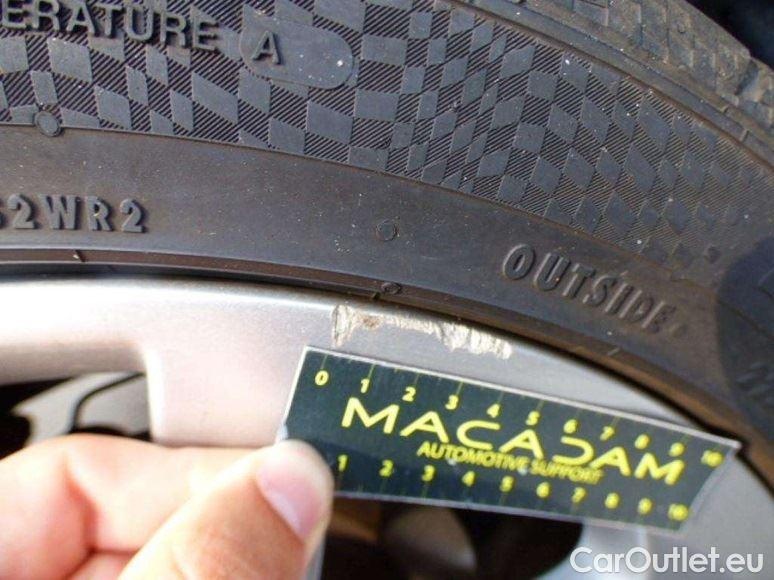 ERATURE A
2WR2
OUTSIDE
0 1 2 3 4 5 6 7 8 9 10
MACADAM
AUTOMOTIVE SUPPORT
1 2 3 4 5 6 7 8 9 10
CarOutlet.eu